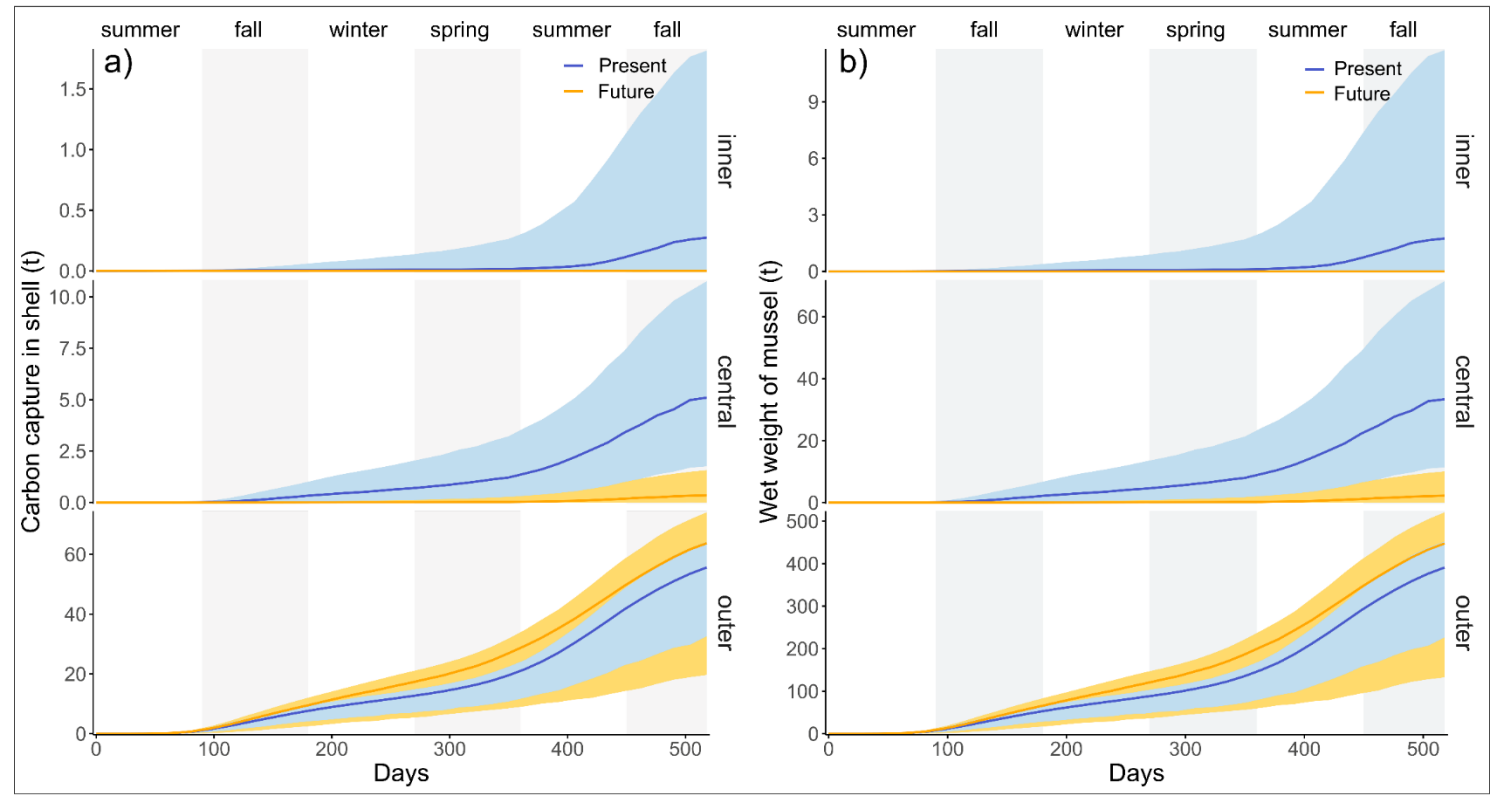 summer fall winter spring summer fall
a)
Present
Future
Carbon capture in shell (t)
1.5
1.0
0.5
0.0
inner
10.0
7.5
5.0
2.5
0.0
central
60
40
20
0
outer
0 100 200 300 400 500
Days
summer fall winter spring summer fall
b)
Present
Future
Wet weight of mussel (t)
9
6
3
0
inner
60
40
20
0
central
500
400
300
200
100
0
outer
0 100 200 300 400 500
Days